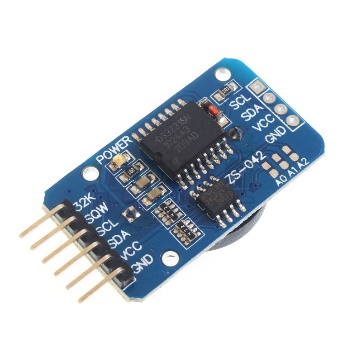 SCL
SDA
VCC
GND
POWER
ZS-042
A0 A1 A2
32K
SQW
SCL
SDA
VCC
GND